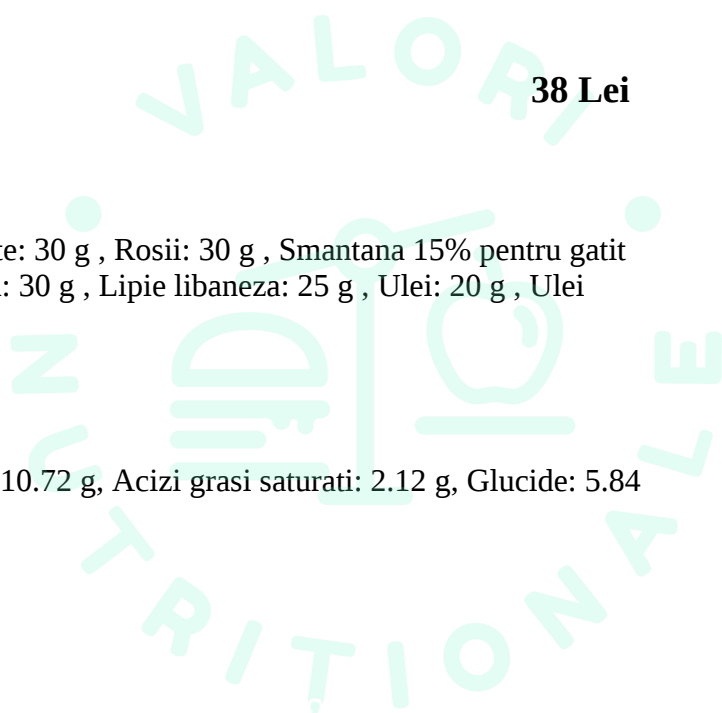 38 Lei
te: 30 g , Rosii: 30 g , Smantana 15% pentru gatit
: 30 g , Lipie libaneza: 25 g , Ulei: 20 g , Ulei
10.72 g, Acizi grasi saturati: 2.12 g, Glucide: 5.84
VALORI
NUTRIȚIONALE